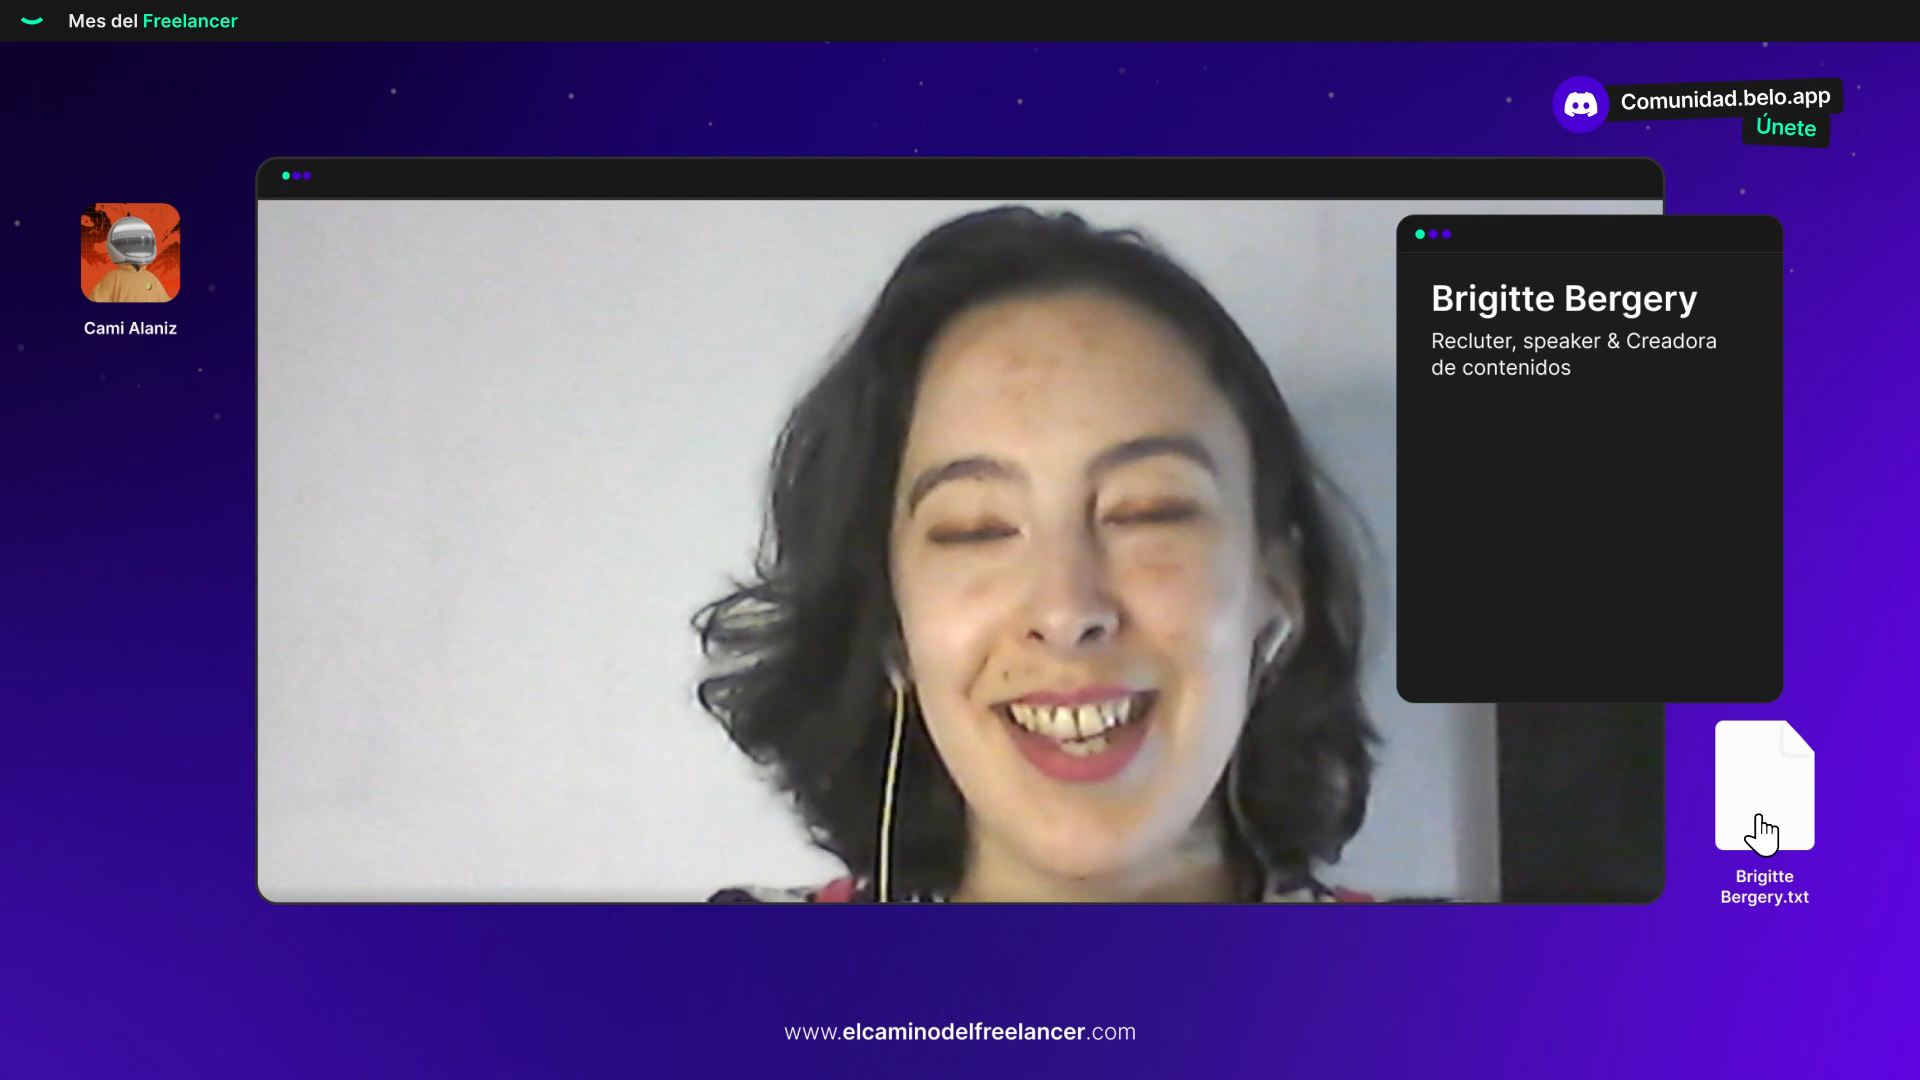 Mes del Freelancer
Comunidad.belo.app
Únete
Cami Alaniz
Brigitte Bergery
Recluter, speaker & Creadora
de contenidos
Brigitte
Bergery.txt
www.elcaminodelfreelancer.com